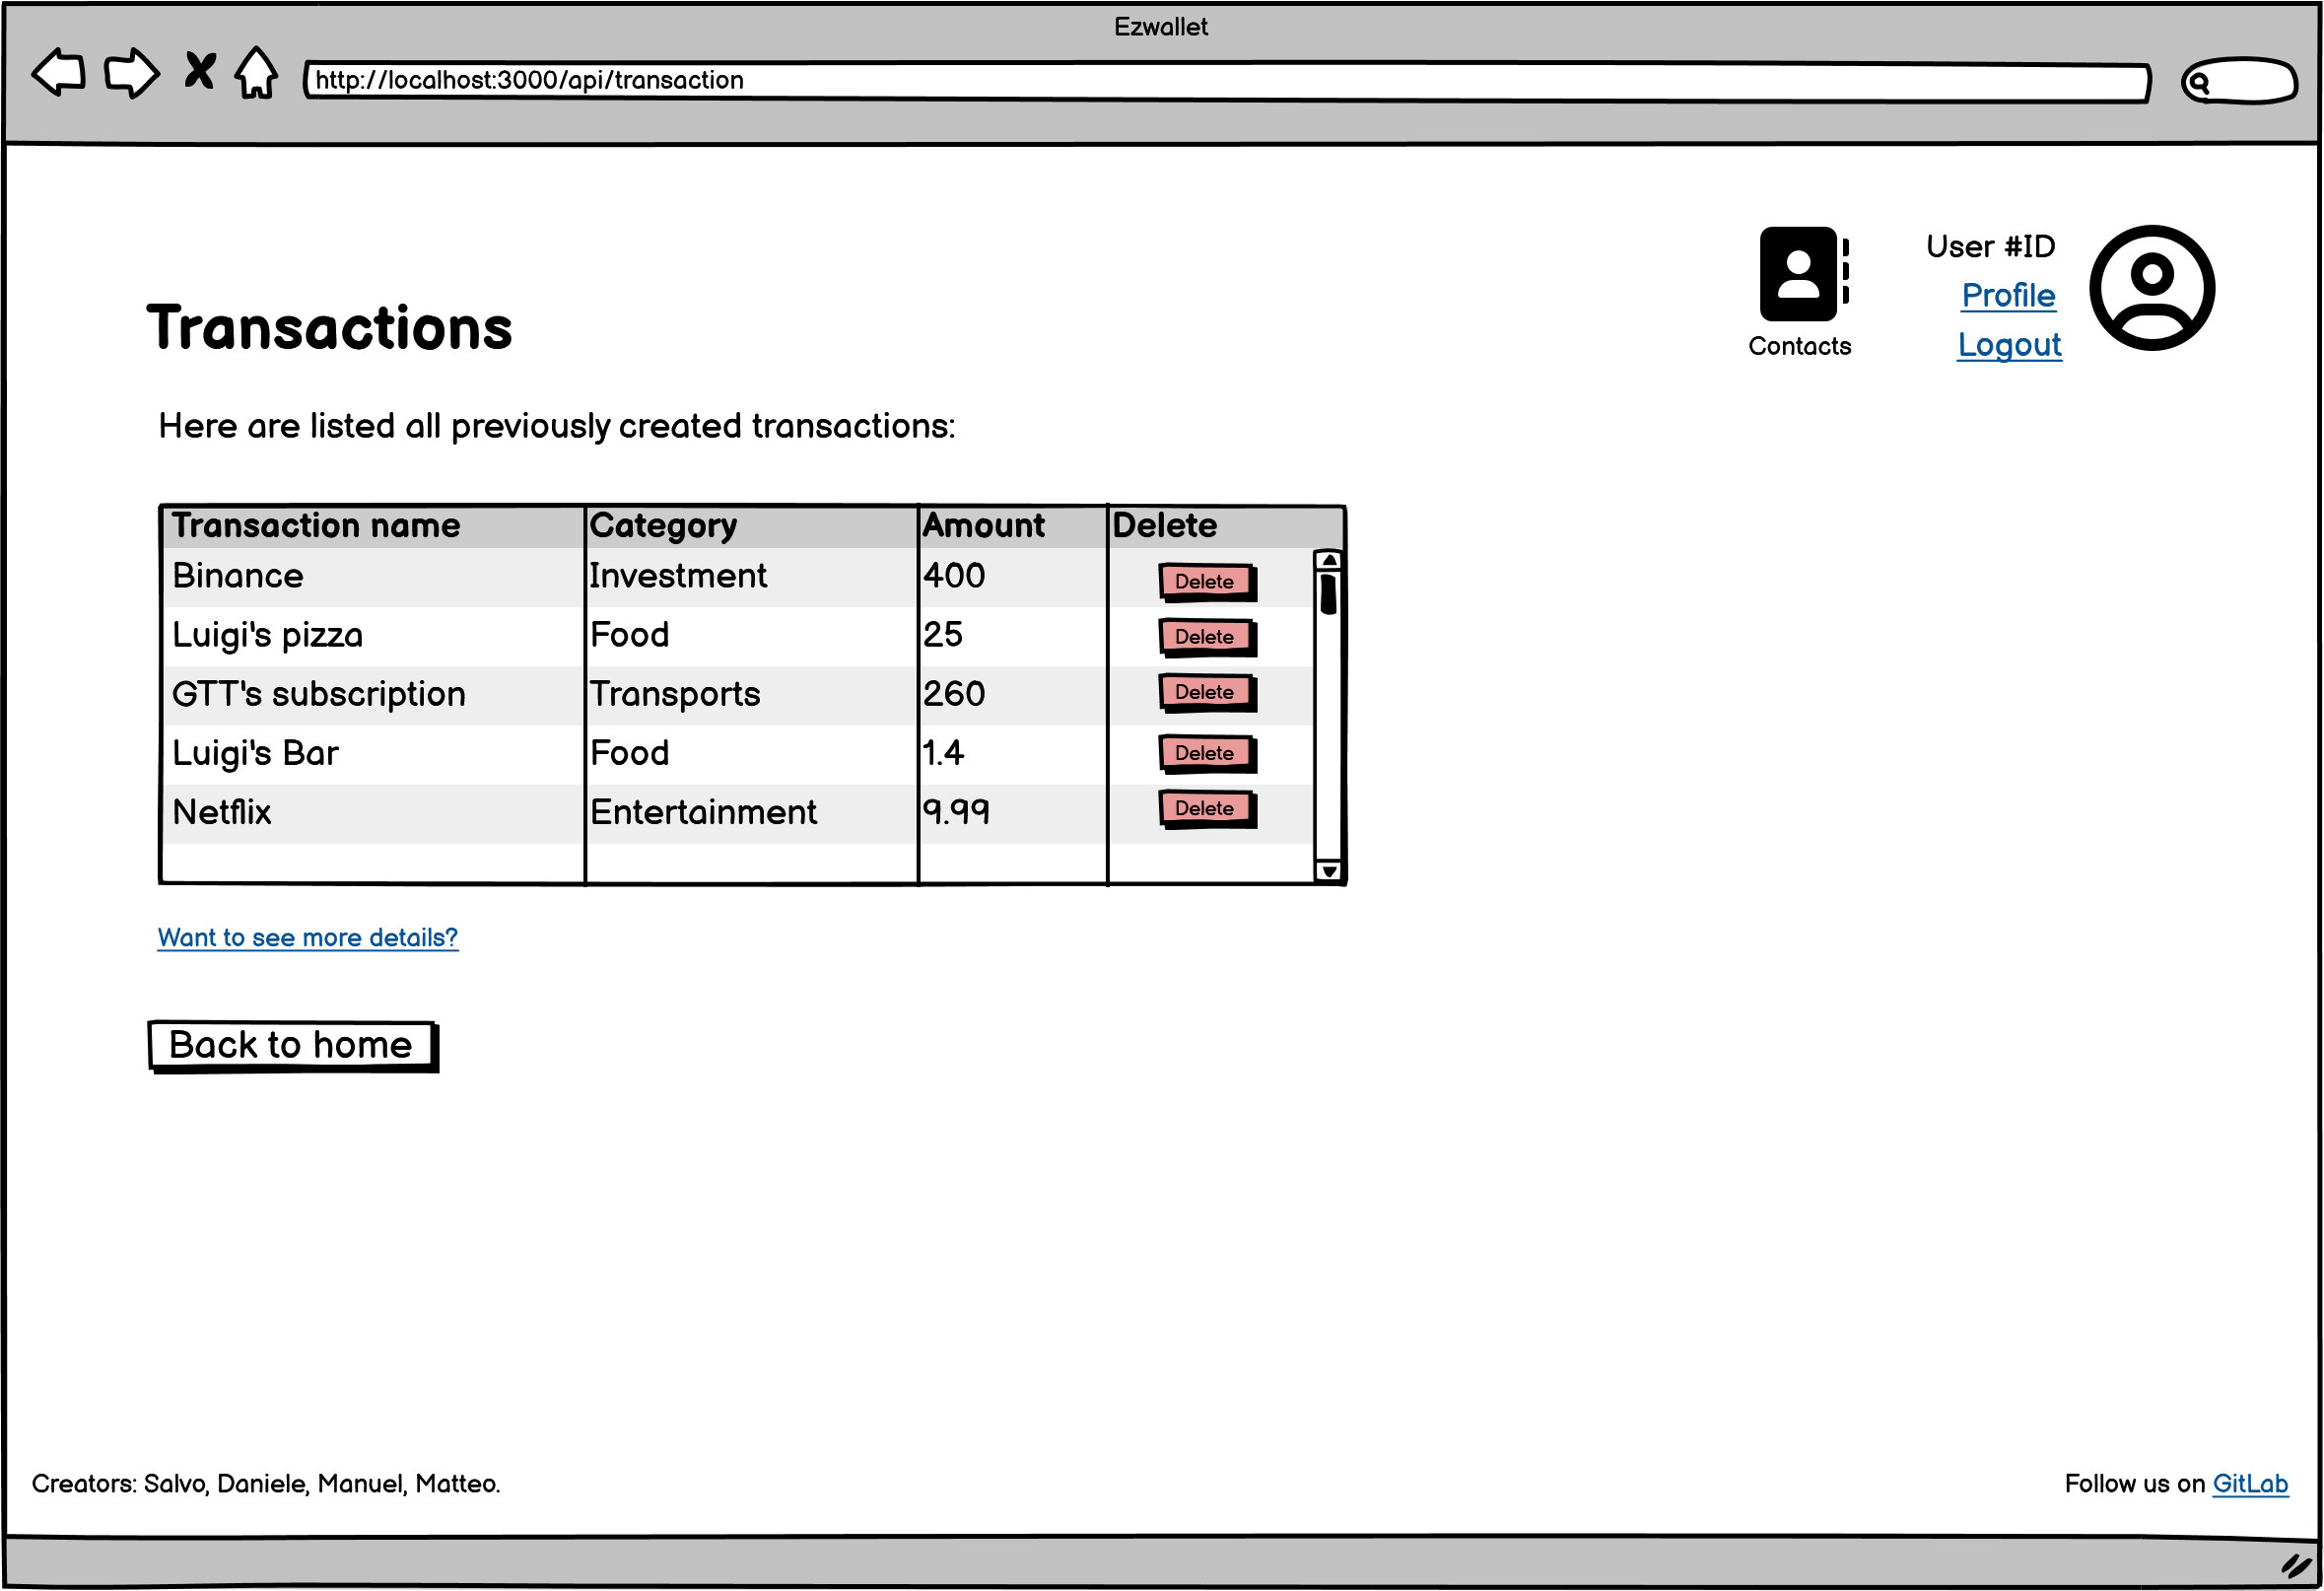 Ezwallet
http://localhost:3000/api/transaction
User #ID
Profile
Logout
Contacts
Transactions
Here are listed all previously created transactions:
Transaction name Category Amount Delete
Binance Investment 400 Delete
Luigi's pizza Food 25 Delete
GTT's subscription Transports 260 Delete
Luigi's Bar Food 1.4 Delete
Netflix Entertainment 9.99 Delete
Want to see more details?
Back to home
Creators: Salvo, Daniele, Manuel, Matteo.
Follow us on GitLab